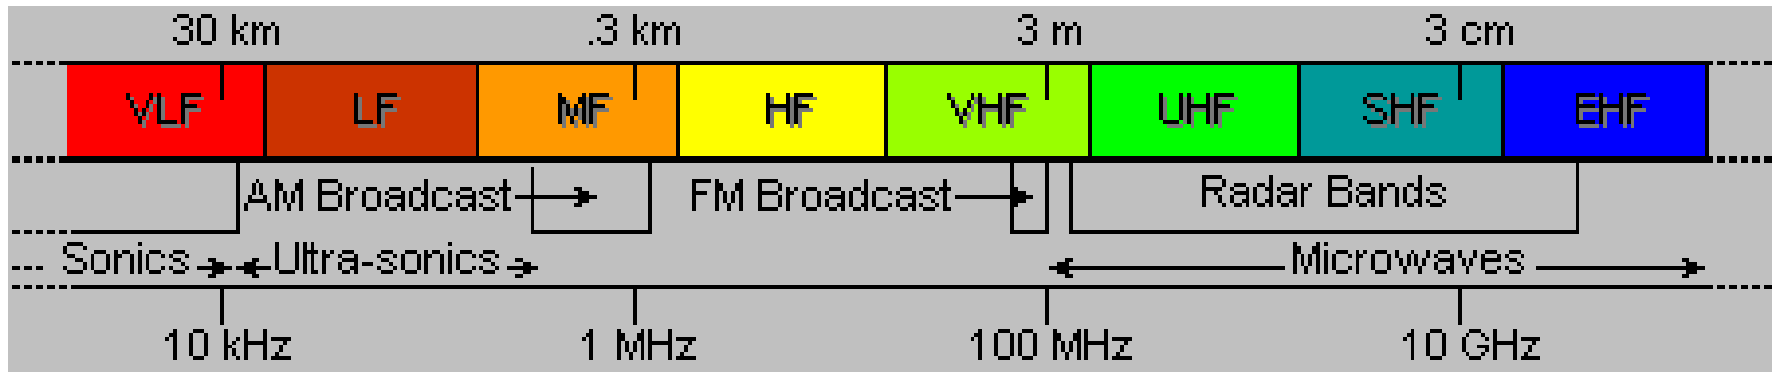 30 km .3 km 3 m 3 cm
VLF LF MF HF VHF UHF SHF EHF
AM Broadcast FM Broadcast Radar Bands
Sonics Ultra-sonics Microwaves
10 kHz 1 MHz 100 MHz 10 GHz